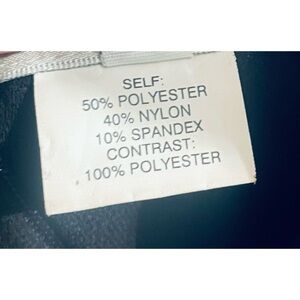 SELF:
50% POLYESTER
40% NYLON
10% SPANDEX
CONTRAST:
100% POLYESTER